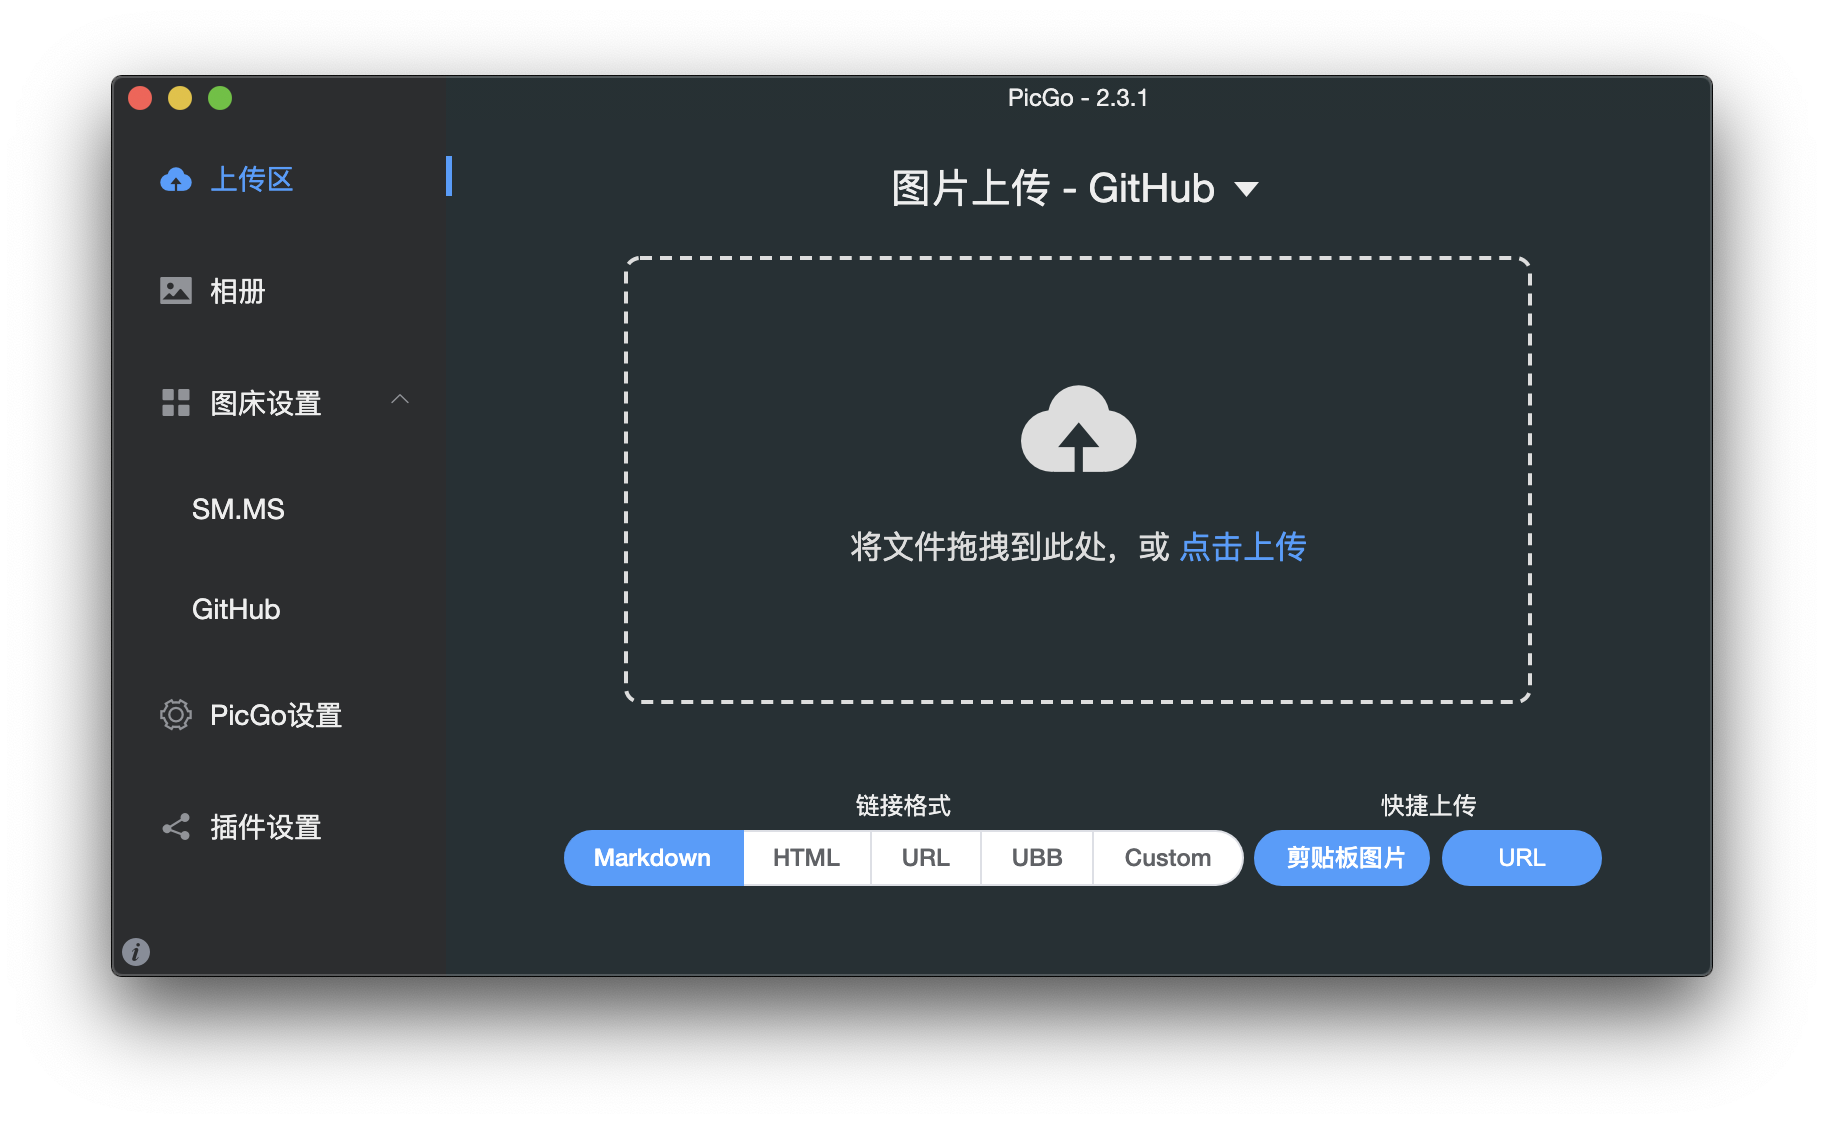 PicGo - 2.3.1
上传区
相册
图床设置
SM.MS
GitHub
PicGo设置
插件设置
图片上传 - GitHub
将文件拖拽到此处，或 点击上传
链接格式
Markdown HTML URL UBB Custom
快捷上传
剪贴板图片 URL